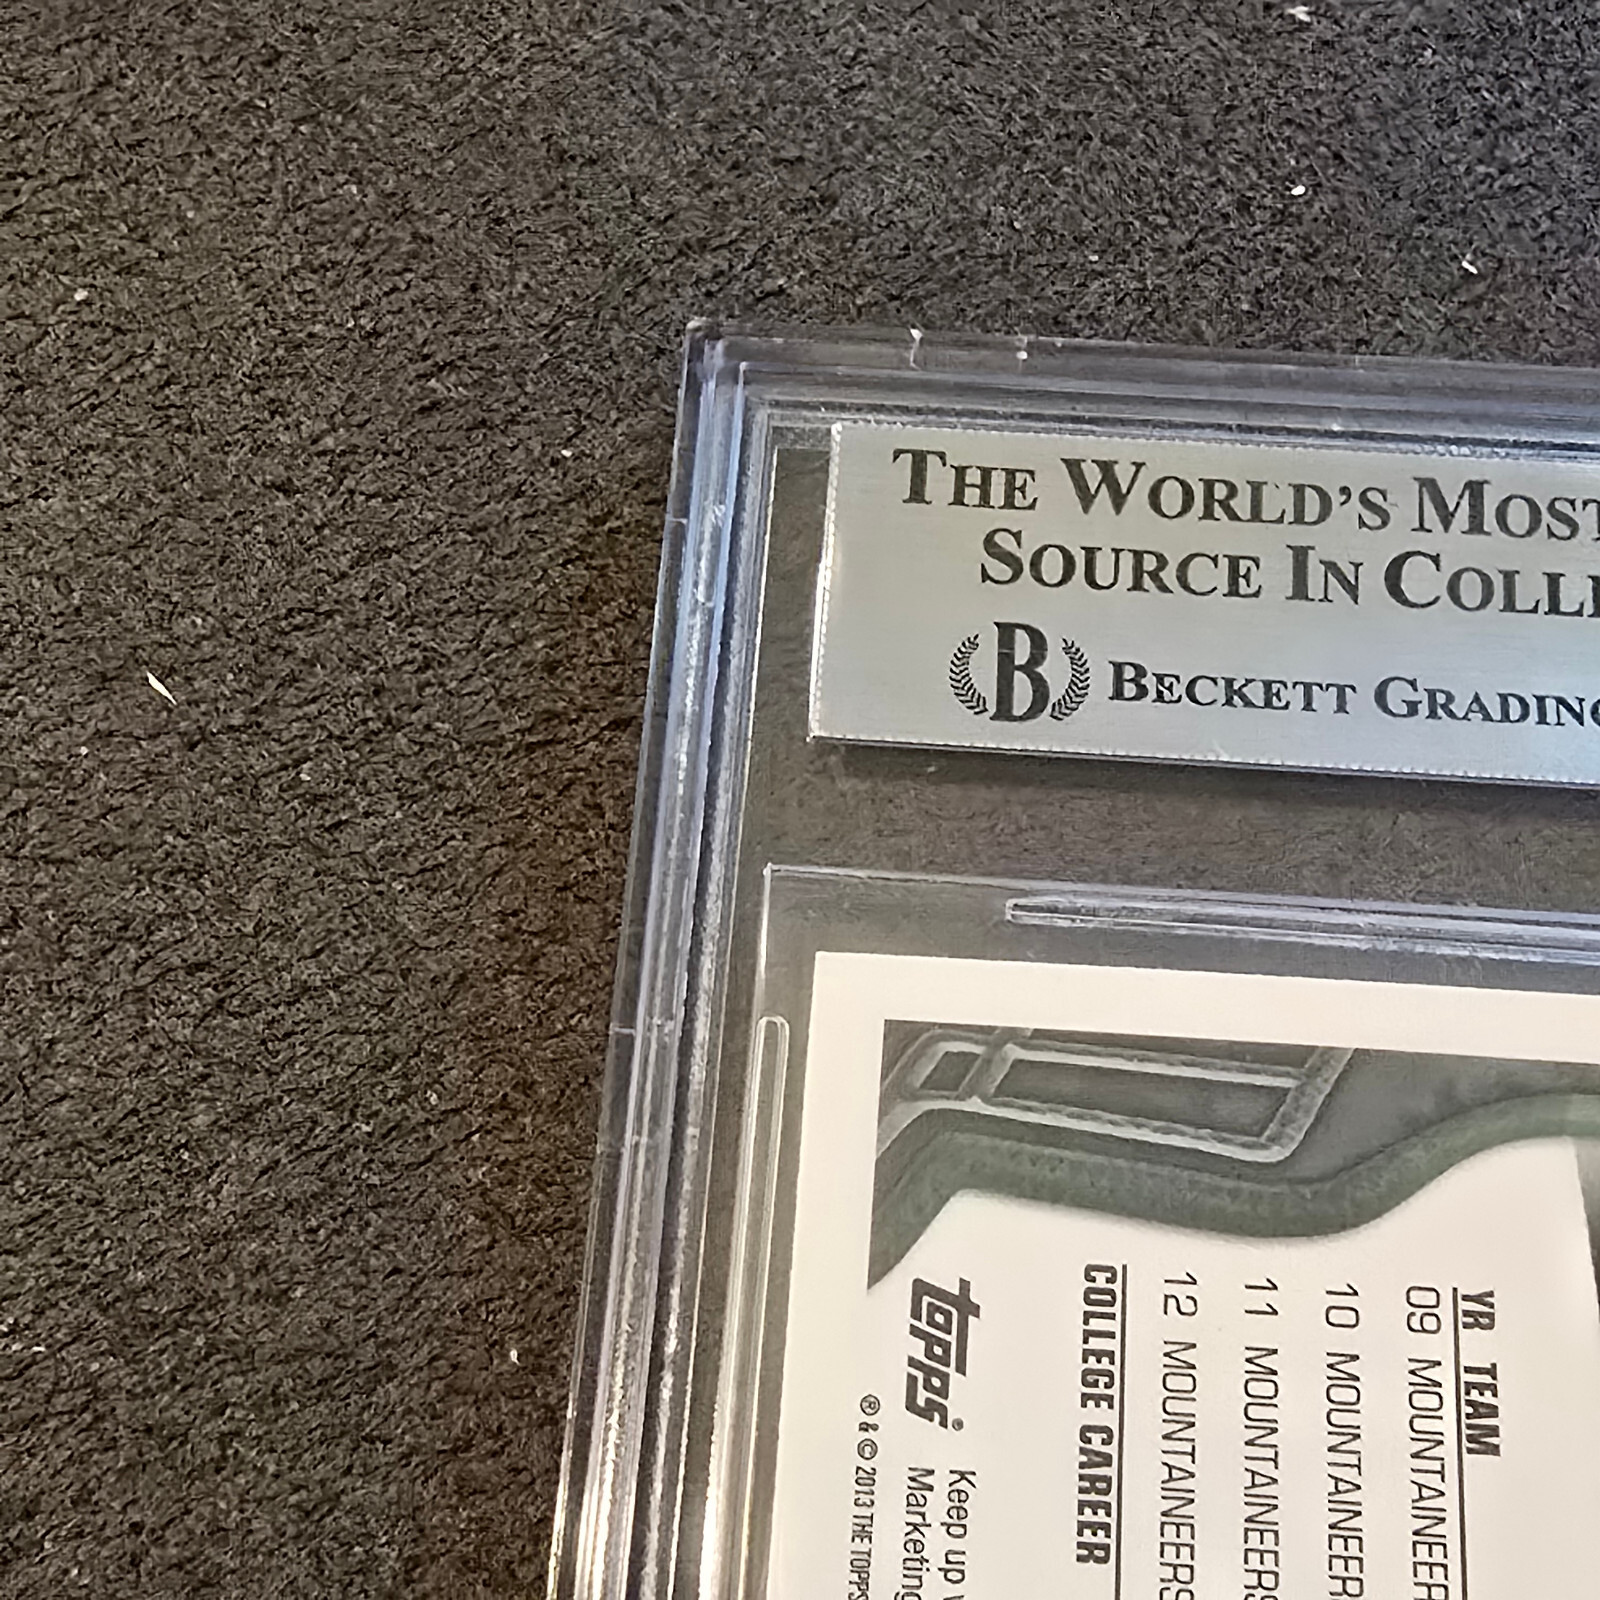 THE WORLD'S MOST
SOURCE IN COLLE
B BECKETT GRADING
YR TEAM
09 MOUNTAINEER
10 MOUNTAINEER
11 MOUNTAINEERS
12 MOUNTAINEERS
COLLEGE CAREER
topps®
Keep up
Marketing
® & © 2013 THE TOPPS